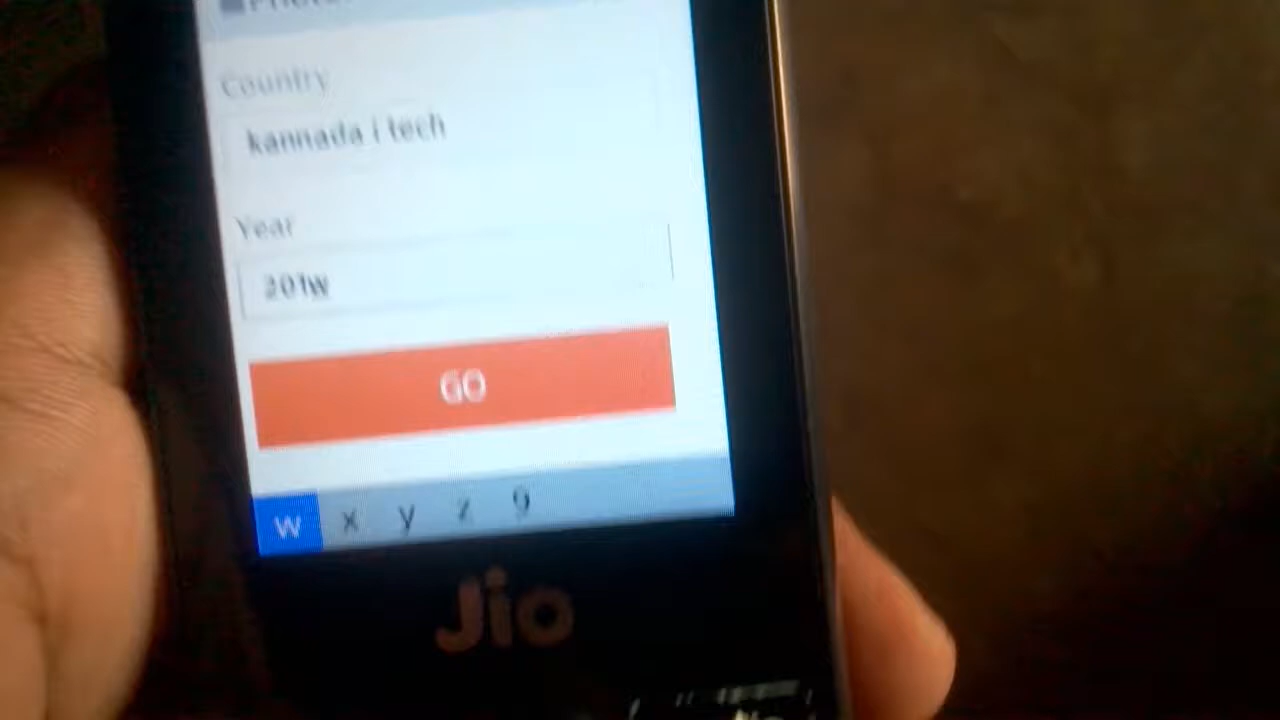 Country
kannada i tech
Year
201w
GO
w x y z 9
Jio